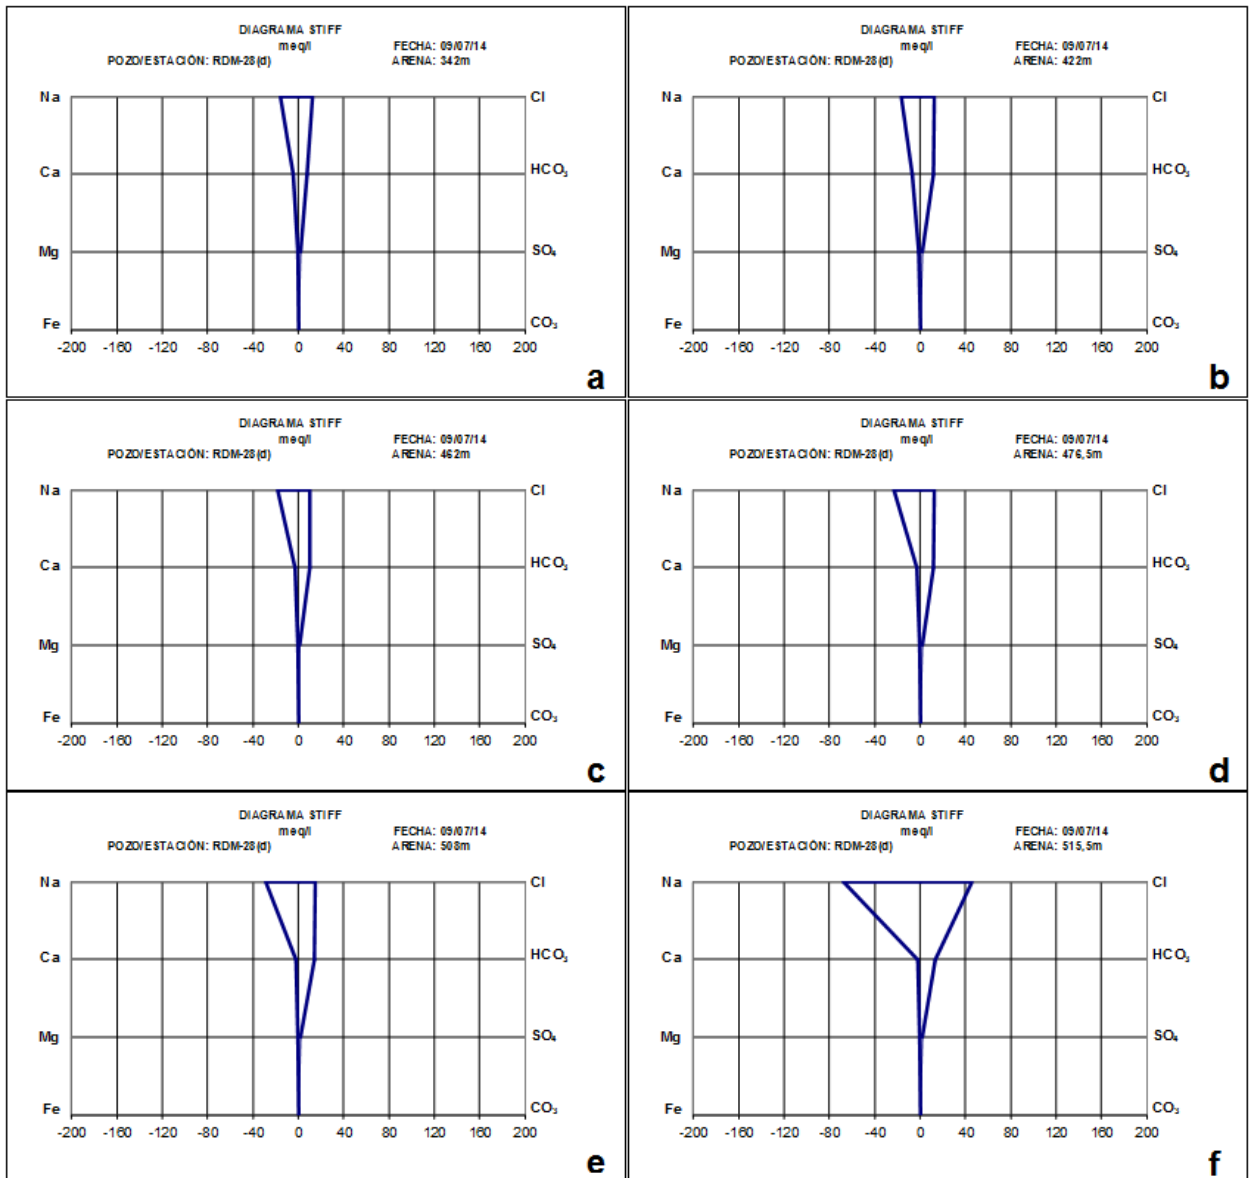 DIAGRAMA STIFF
meq/l FECHA: 09/07/14
POZO/ESTACIÓN: RDM-28(d) ARENA: 342m
Na Cl
Ca HCO₃
Mg SO₄
Fe CO₃
-200 -160 -120 -80 -40 0 40 80 120 160 200
a
DIAGRAMA STIFF
meq/l FECHA: 09/07/14
POZO/ESTACIÓN: RDM-28(d) ARENA: 422m
Na Cl
Ca HCO₃
Mg SO₄
Fe CO₃
-200 -160 -120 -80 -40 0 40 80 120 160 200
b
DIAGRAMA STIFF
meq/l FECHA: 09/07/14
POZO/ESTACIÓN: RDM-28(d) ARENA: 462m
Na Cl
Ca HCO₃
Mg SO₄
Fe CO₃
-200 -160 -120 -80 -40 0 40 80 120 160 200
c
DIAGRAMA STIFF
meq/l FECHA: 09/07/14
POZO/ESTACIÓN: RDM-28(d) ARENA: 476,5m
Na Cl
Ca HCO₃
Mg SO₄
Fe CO₃
-200 -160 -120 -80 -40 0 40 80 120 160 200
d
DIAGRAMA STIFF
meq/l FECHA: 09/07/14
POZO/ESTACIÓN: RDM-28(d) ARENA: 508m
Na Cl
Ca HCO₃
Mg SO₄
Fe CO₃
-200 -160 -120 -80 -40 0 40 80 120 160 200
e
DIAGRAMA STIFF
meq/l FECHA: 09/07/14
POZO/ESTACIÓN: RDM-28(d) ARENA: 515,5m
Na Cl
Ca HCO₃
Mg SO₄
Fe CO₃
-200 -160 -120 -80 -40 0 40 80 120 160 200
f